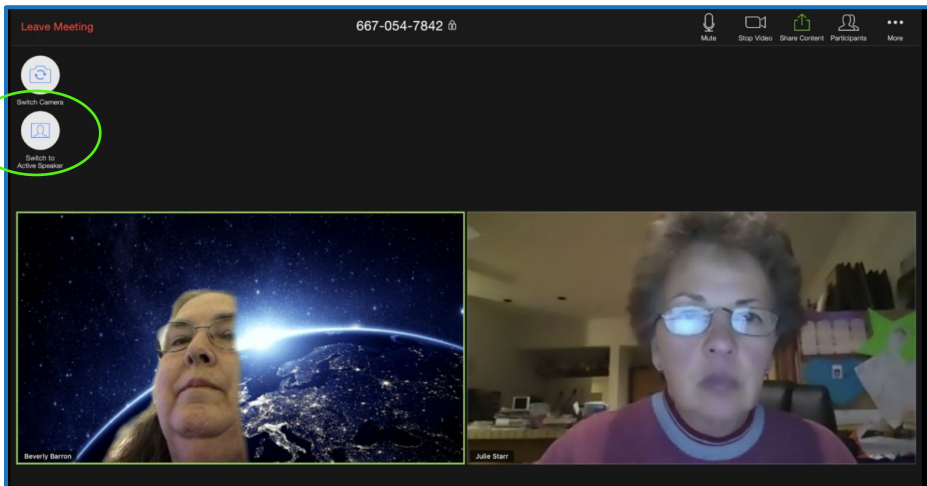 Leave Meeting
667-054-7842
Mute
Stop Video
Share Content
Participants
More
Switch Camera
Switch to
Active Speaker
Beverly Barron
Julie Starr